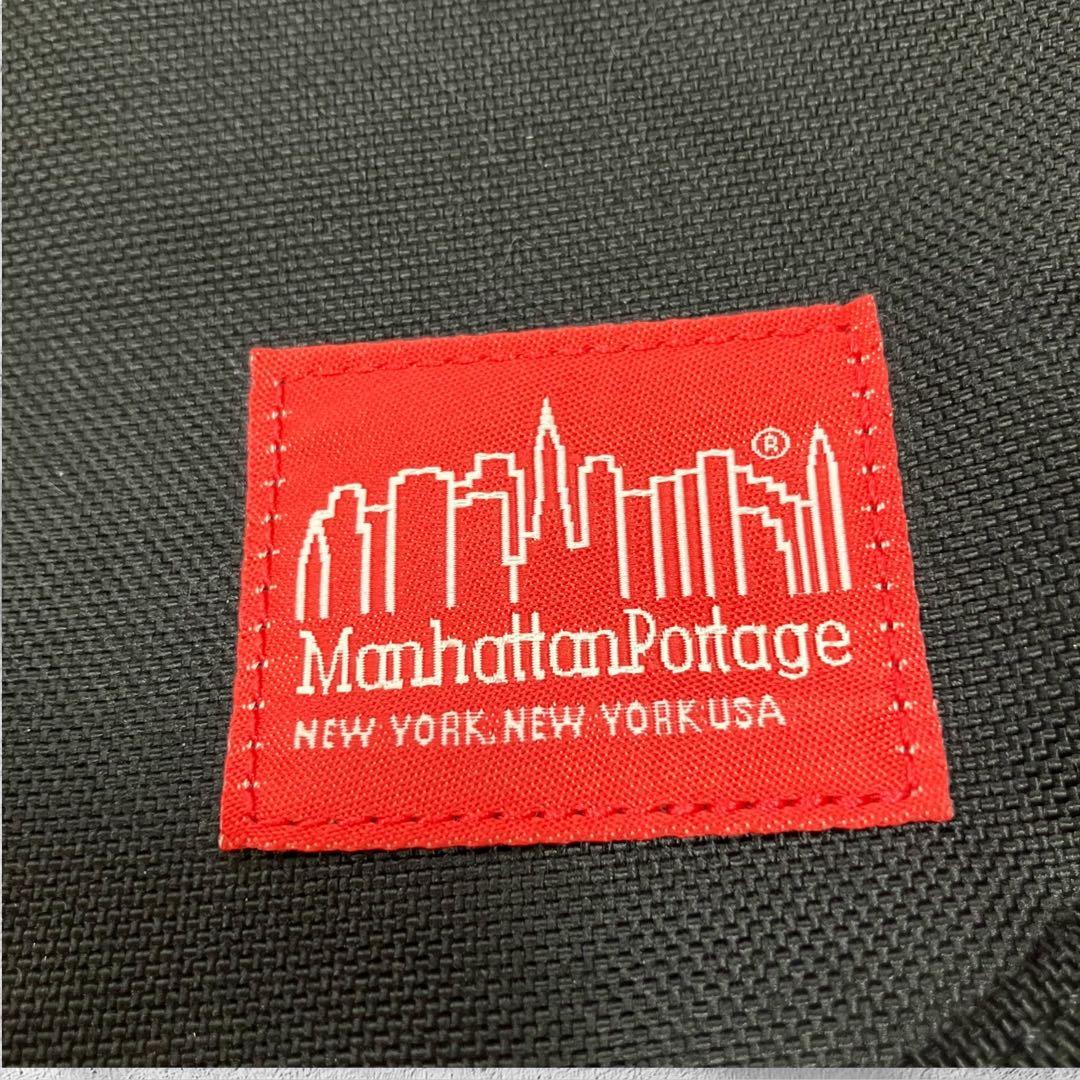 ®
ManhattanPortage
NEW YORK, NEW YORK USA